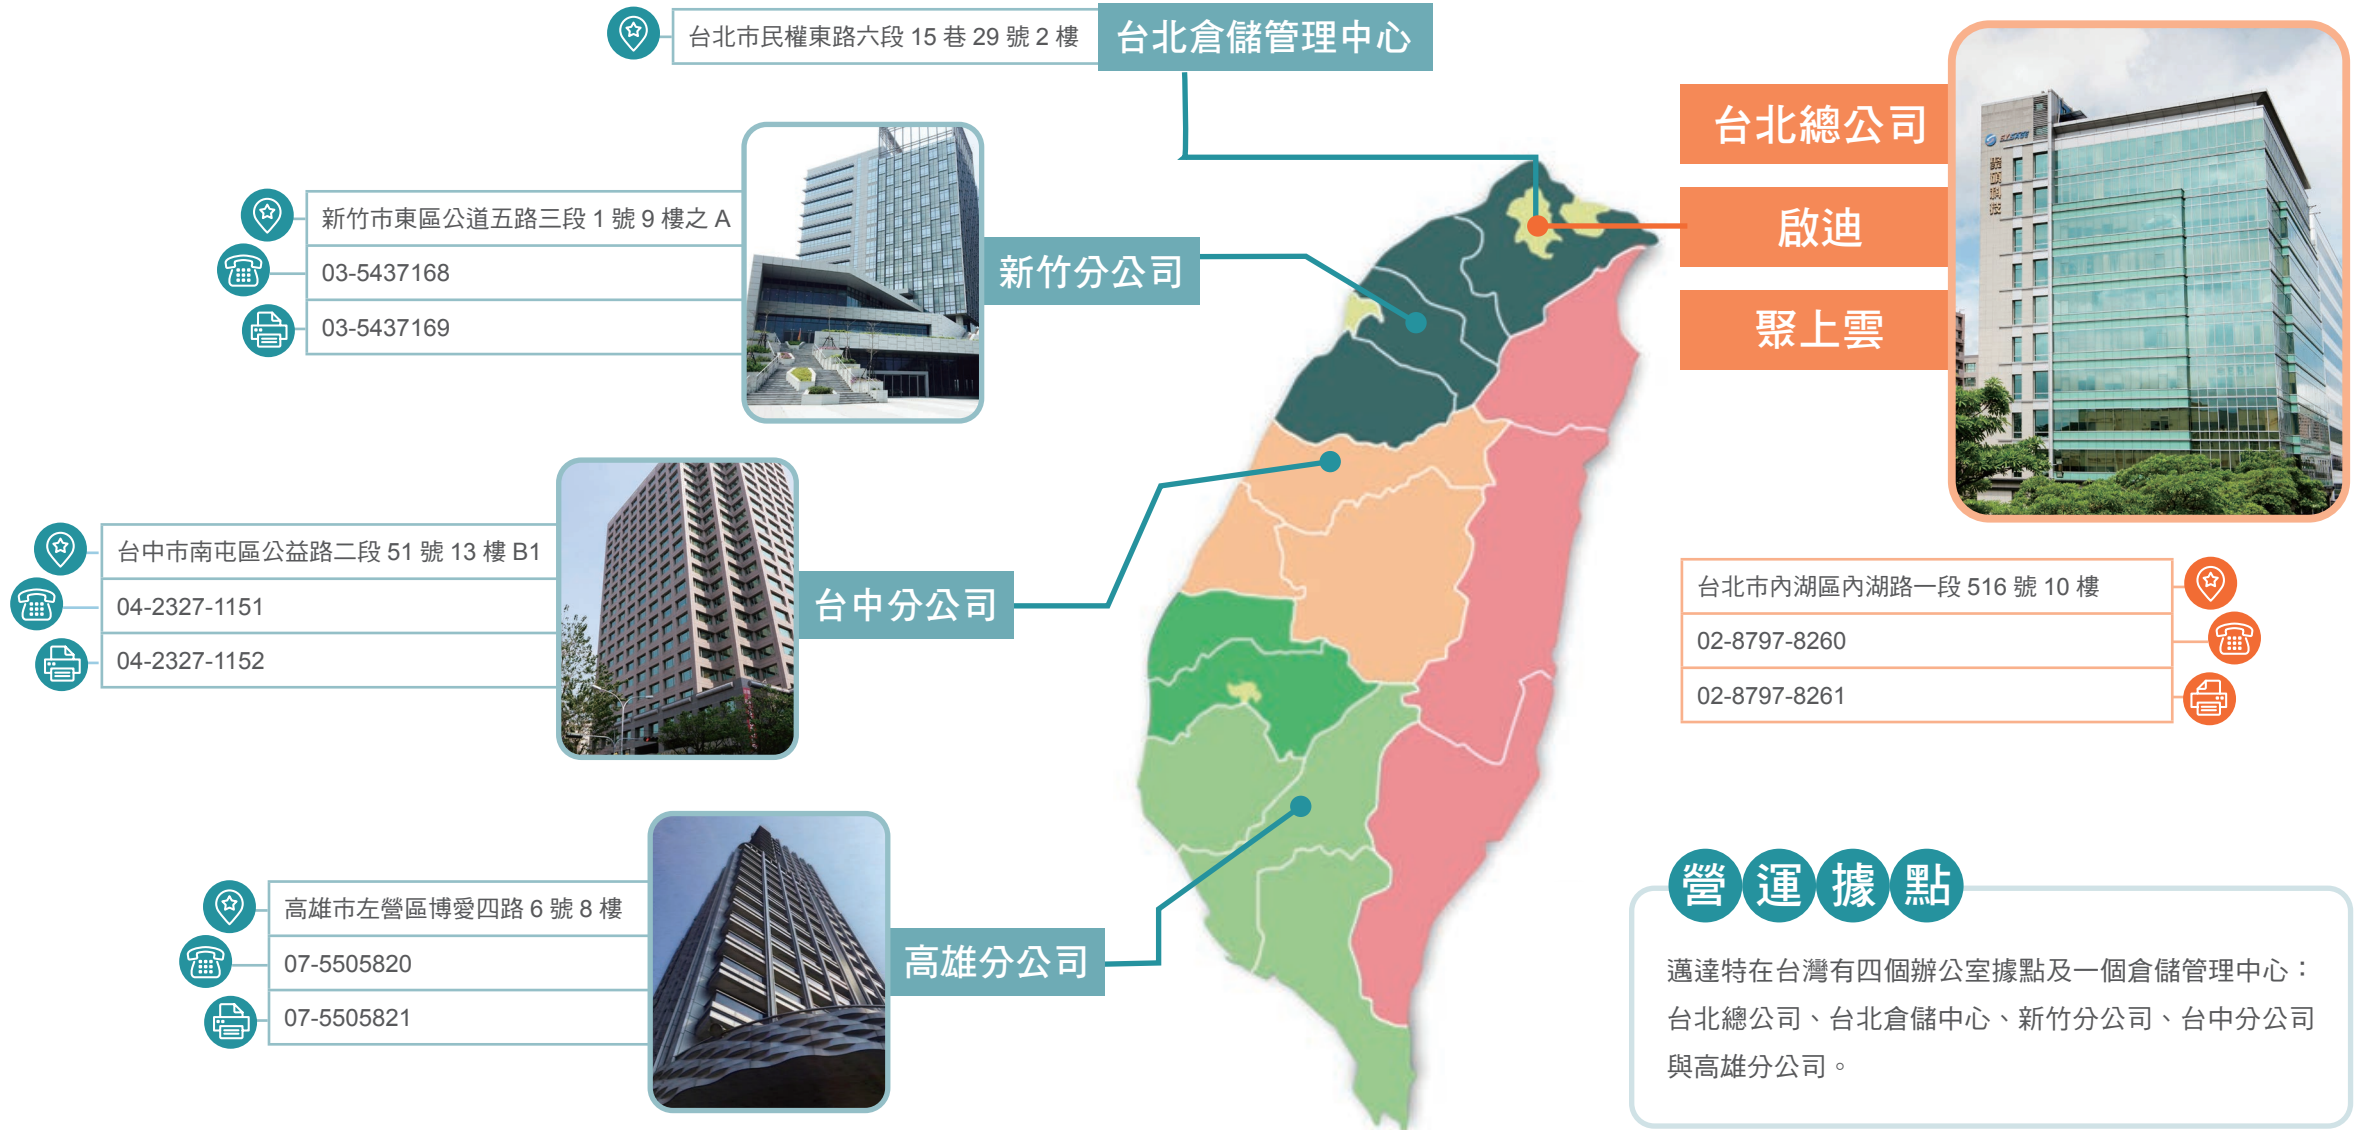 台北市民權東路六段 15 巷 29 號 2 樓
台北倉儲管理中心
台北總公司
啟迪
聚上雲
新竹市東區公道五路三段 1 號 9 樓之 A
03-5437168
03-5437169
新竹分公司
台中市南屯區公益路二段 51 號 13 樓 B1
04-2327-1151
04-2327-1152
台中分公司
台北市內湖區內湖路一段 516 號 10 樓
02-8797-8260
02-8797-8261
高雄市左營區博愛四路 6 號 8 樓
07-5505820
07-5505821
高雄分公司
營運據點
邁達特在台灣有四個辦公室據點及一個倉儲管理中心：
台北總公司、台北倉儲中心、新竹分公司、台中分公司
與高雄分公司。